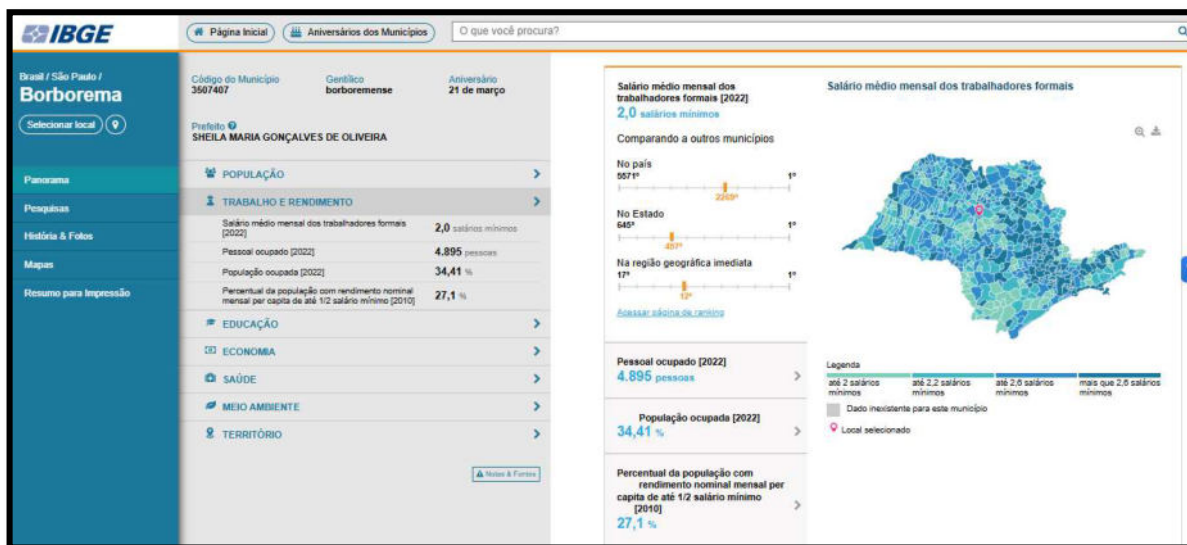 IBGE
Página Inicial
Aniversários dos Municípios
O que você procura?
Brasil / São Paulo /
Borborema
Selecionar local
Panorama
Pesquisas
História & Fotos
Mapas
Resumo para Impressão
Código do Município
3507407
Gentílico
borboremense
Aniversário
21 de março
Prefeito
SHEILA MARIA GONÇALVES DE OLIVEIRA
POPULAÇÃO
TRABALHO E RENDIMENTO
Salário médio mensal dos trabalhadores formais
[2022]
2,0 salários mínimos
Pessoal ocupado [2022]
4.895 pessoas
População ocupada [2022]
34,41 %
Percentual da população com rendimento nominal
mensal per capita de até 1/2 salário mínimo [2010]
27,1 %
EDUCAÇÃO
ECONOMIA
SAÚDE
MEIO AMBIENTE
TERRITÓRIO
Notas & Fontes
Salário médio mensal dos
trabalhadores formais [2022]
2,0 salários mínimos
Comparando a outros municípios
No país
5571º 1º
2265º
No Estado
645º 1º
457º
Na região geográfica imediata
17º 1º
12º
Acessar página de ranking
Pessoal ocupado [2022]
4.895 pessoas
População ocupada [2022]
34,41 %
Percentual da população com
rendimento nominal mensal per
capita de até 1/2 salário mínimo
[2010]
27,1 %
Salário médio mensal dos trabalhadores formais
Legenda
até 2 salários
mínimos
até 2,2 salários
mínimos
até 2,6 salários
mínimos
mais que 2,6 salários
mínimos
Dado inexistente para este município
Local selecionado